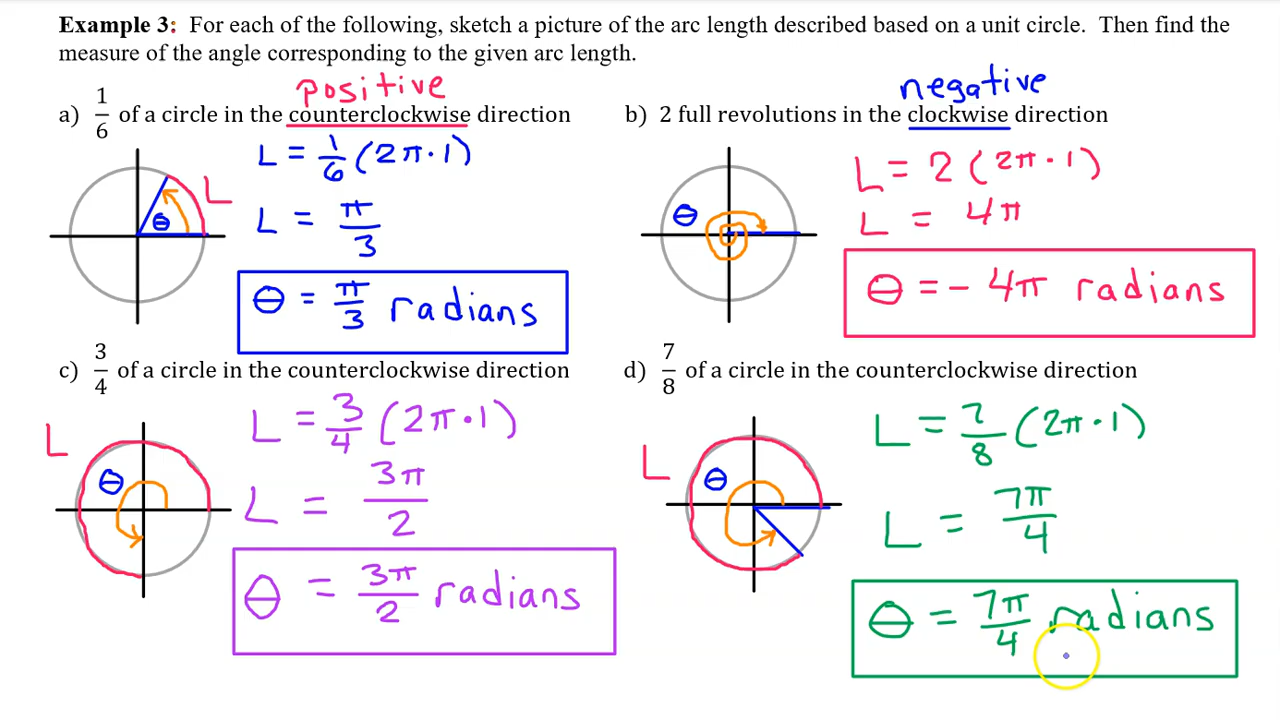 Example 3: For each of the following, sketch a picture of the arc length described based on a unit circle. Then find the
measure of the angle corresponding to the given arc length.
positive
a) 1/6 of a circle in the counterclockwise direction
L = 1/6 (2π · 1)
L
θ
L = π/3
θ = π/3 radians
negative
b) 2 full revolutions in the clockwise direction
L = 2 (2π · 1)
θ
L = 4π
θ = - 4π radians
c) 3/4 of a circle in the counterclockwise direction
L = 3/4 (2π · 1)
L
θ
L = 3π/2
θ = 3π/2 radians
d) 7/8 of a circle in the counterclockwise direction
L = 7/8 (2π · 1)
L
θ
L = 7π/4
θ = 7π/4 radians